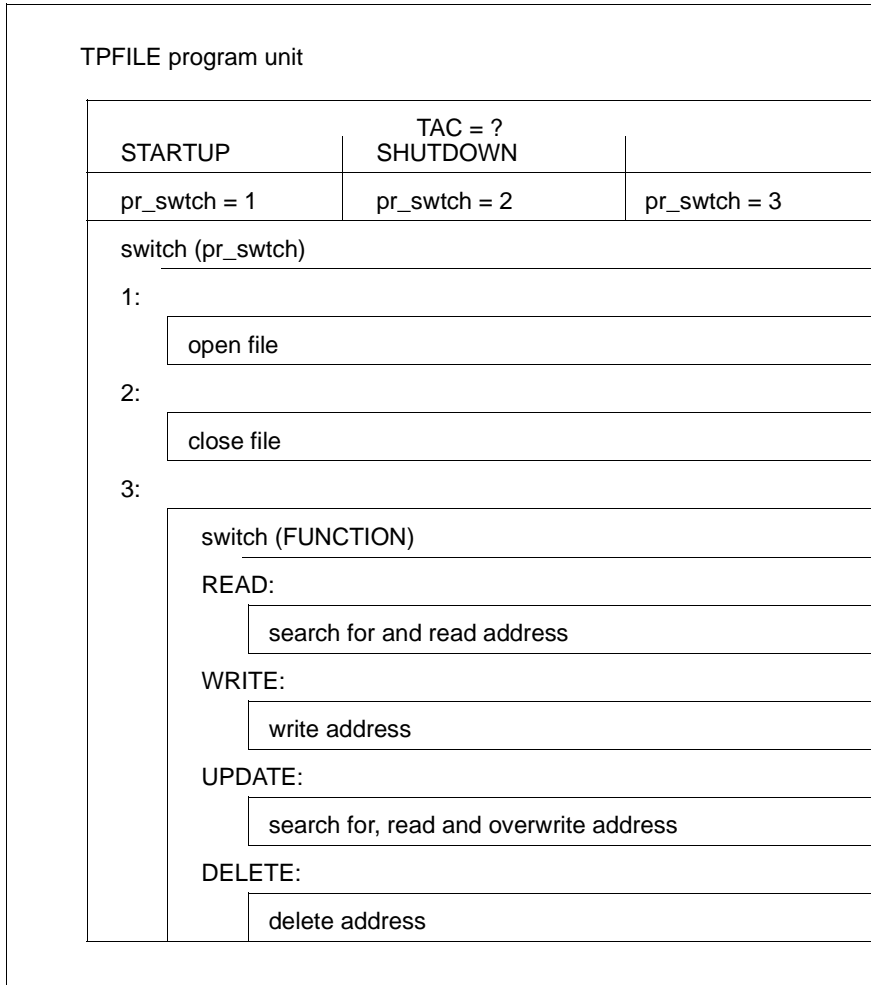 TPFILE program unit
TAC = ?
STARTUP SHUTDOWN
pr_swtch = 1 pr_swtch = 2 pr_swtch = 3
switch (pr_swtch)
1:
open file
2:
close file
3:
switch (FUNCTION)
READ:
search for and read address
WRITE:
write address
UPDATE:
search for, read and overwrite address
DELETE:
delete address